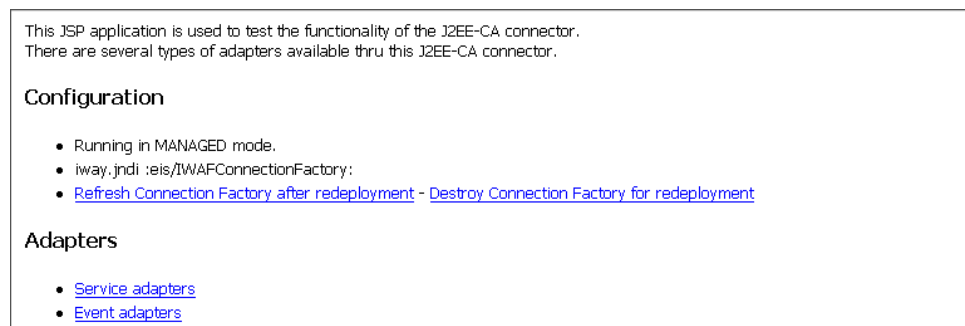 This JSP application is used to test the functionality of the J2EE-CA connector.
There are several types of adapters available thru this J2EE-CA connector.
Configuration
• Running in MANAGED mode.
• iway.jndi :eis/IWAFConnectionFactory:
• Refresh Connection Factory after redeployment - Destroy Connection Factory for redeployment
Adapters
• Service adapters
• Event adapters